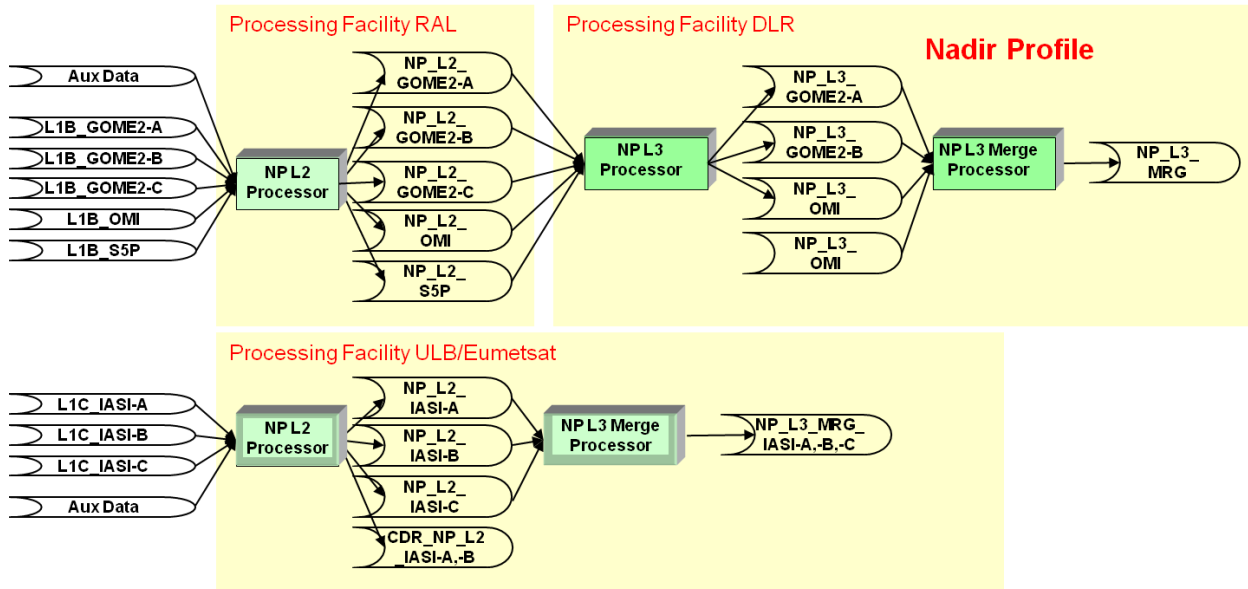 Processing Facility RAL
Processing Facility DLR
Nadir Profile
Aux Data
L1B_GOME2-A
L1B_GOME2-B
L1B_GOME2-C
L1B_OMI
L1B_S5P
NP L2
Processor
NP_L2_
GOME2-A
NP_L2_
GOME2-B
NP_L2_
GOME2-C
NP_L2_
OMI
NP_L2_
S5P
NP L3
Processor
NP_L3_
GOME2-A
NP_L3_
GOME2-B
NP_L3_
OMI
NP_L3_
OMI
NP L3 Merge
Processor
NP_L3_
MRG
Processing Facility ULB/Eumetsat
L1C_IASI-A
L1C_IASI-B
L1C_IASI-C
Aux Data
NP L2
Processor
NP_L2_
IASI-A
NP_L2_
IASI-B
NP_L2_
IASI-C
CDR_NP_L2
_IASI-A,-B
NP L3 Merge
Processor
NP_L3_MRG_
IASI-A,-B,-C